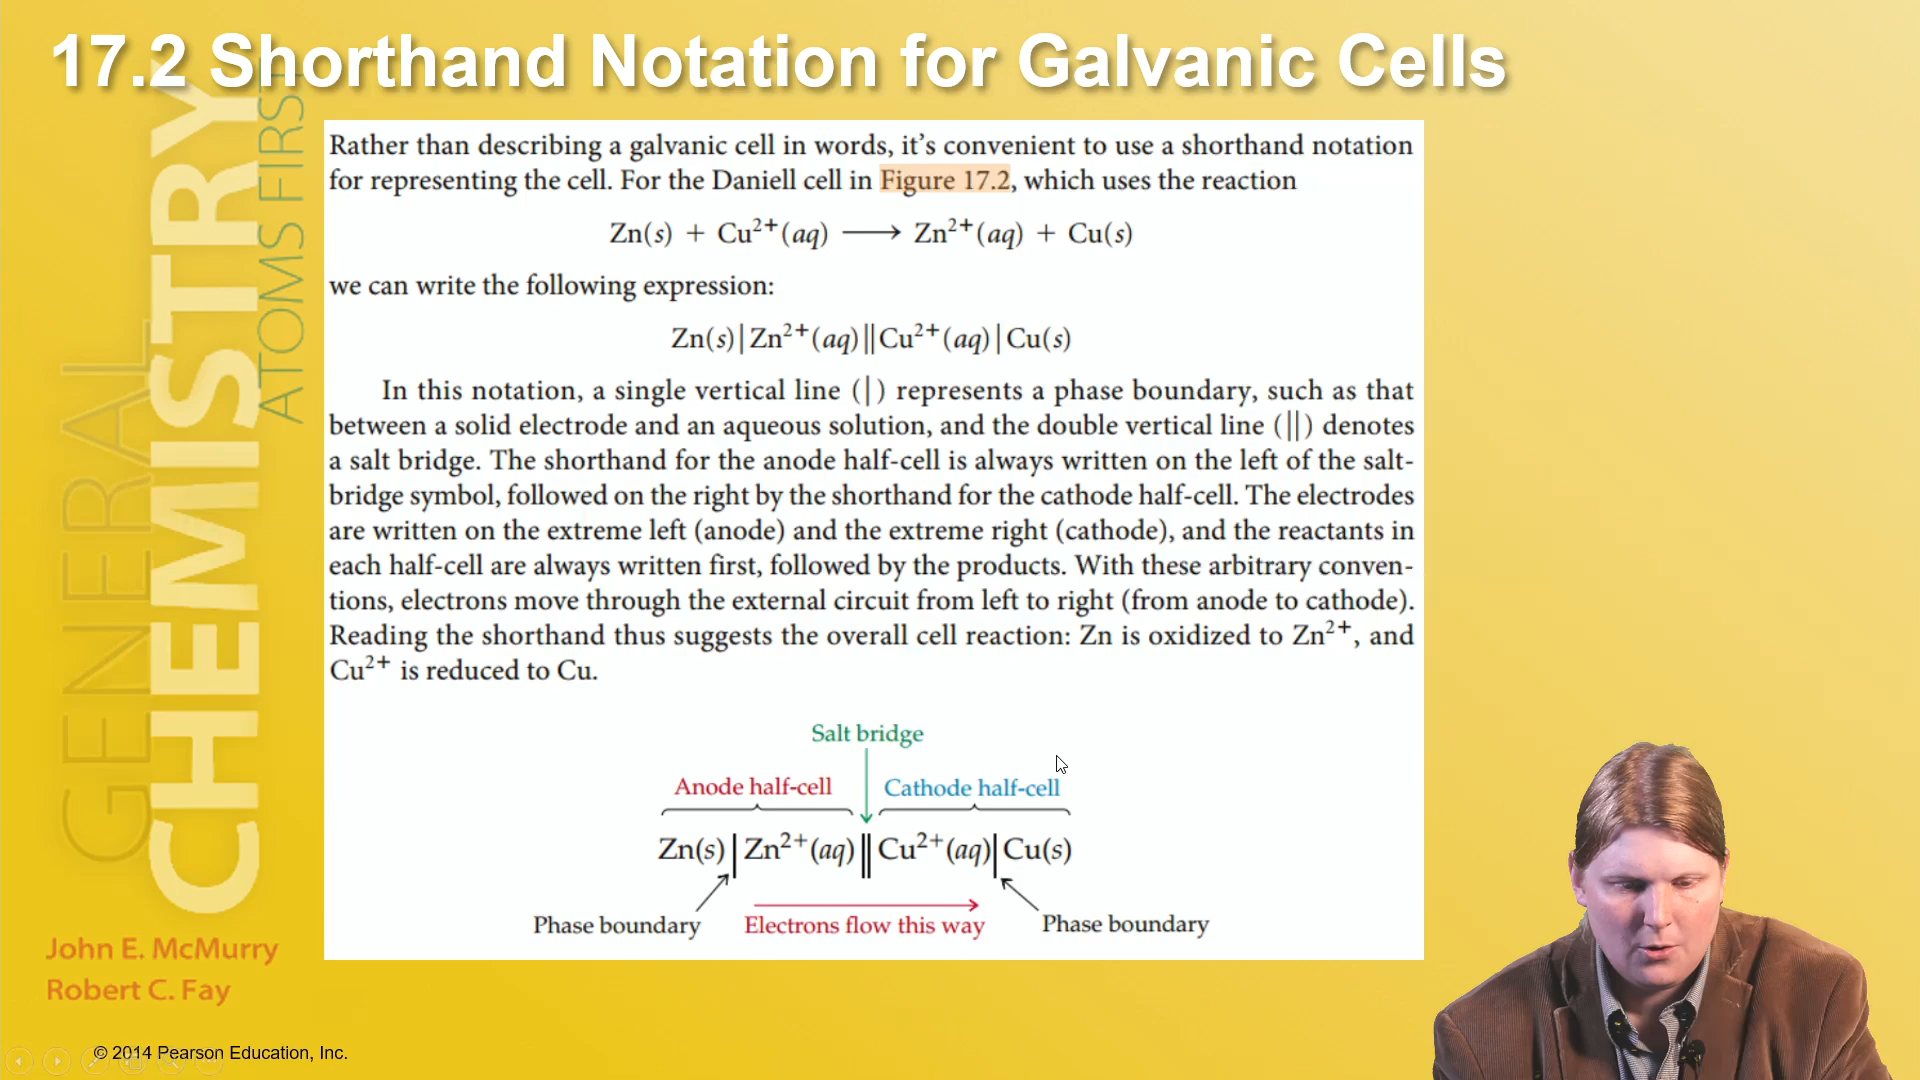 17.2 Shorthand Notation for Galvanic Cells
GENERAL
CHEMISTRY
ATOMS FIRST
Rather than describing a galvanic cell in words, it's convenient to use a shorthand notation
for representing the cell. For the Daniell cell in Figure 17.2, which uses the reaction
Zn(s) + Cu²⁺(aq) ⟶ Zn²⁺(aq) + Cu(s)
we can write the following expression:
Zn(s)|Zn²⁺(aq)||Cu²⁺(aq)|Cu(s)
In this notation, a single vertical line (|) represents a phase boundary, such as that
between a solid electrode and an aqueous solution, and the double vertical line (||) denotes
a salt bridge. The shorthand for the anode half-cell is always written on the left of the salt-
bridge symbol, followed on the right by the shorthand for the cathode half-cell. The electrodes
are written on the extreme left (anode) and the extreme right (cathode), and the reactants in
each half-cell are always written first, followed by the products. With these arbitrary conven-
tions, electrons move through the external circuit from left to right (from anode to cathode).
Reading the shorthand thus suggests the overall cell reaction: Zn is oxidized to Zn²⁺, and
Cu²⁺ is reduced to Cu.
Salt bridge
Anode half-cell Cathode half-cell
Zn(s)|Zn²⁺(aq)||Cu²⁺(aq)|Cu(s)
Phase boundary Electrons flow this way Phase boundary
John E. McMurry
Robert C. Fay
© 2014 Pearson Education, Inc.